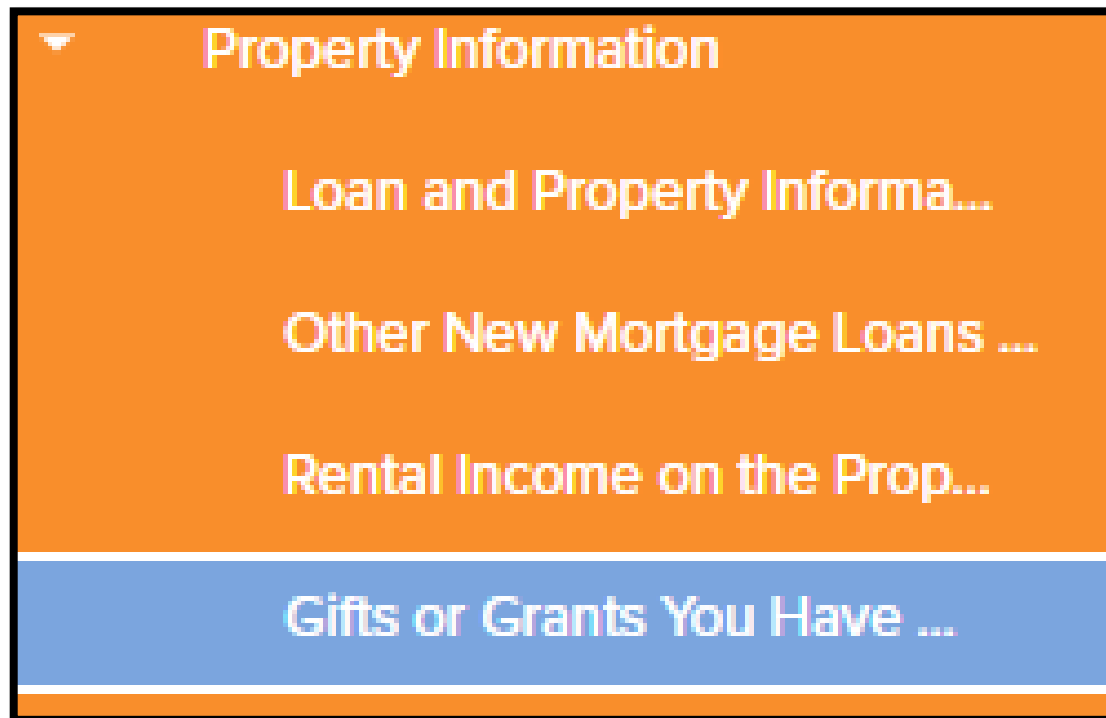 Property Information
Loan and Property Informa...
Other New Mortgage Loans ...
Rental Income on the Prop...
Gifts or Grants You Have ...